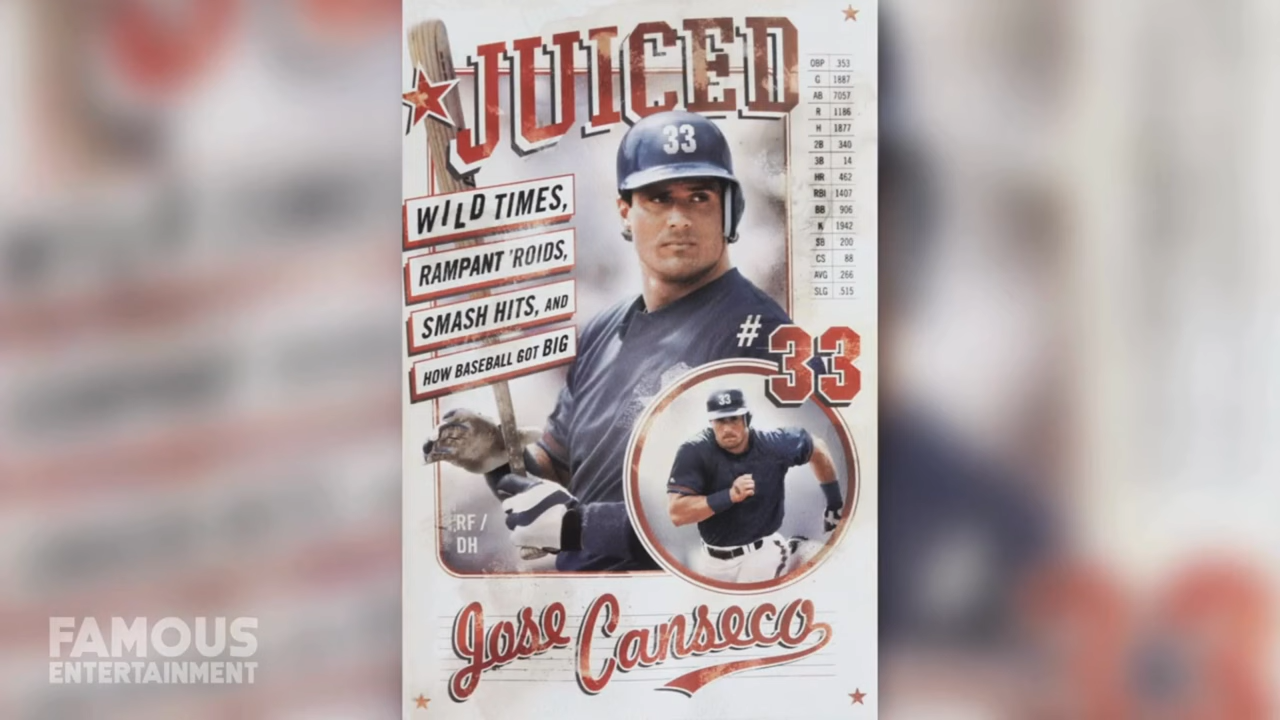 JUICED
33
WILD TIMES,
RAMPANT 'ROIDS,
SMASH HITS, AND
HOW BASEBALL GOT BIG
OBP .353
G 1887
AB 7057
R 1186
H 1877
2B 340
3B 14
HR 462
RBI 1407
BB 906
K 1942
SB 200
CS 88
AVG .266
SLG .515
#33
33
RF /
DH
Jose Canseco
FAMOUS
ENTERTAINMENT